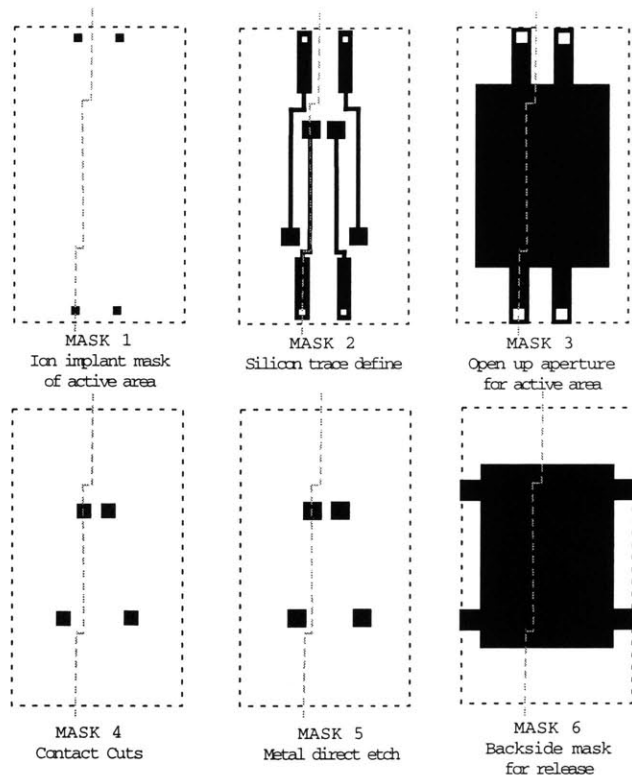 MASK 1
Ion implant mask
of active area
MASK 2
Silicon trace define
MASK 3
Open up aperture
for active area
MASK 4
Contact Cuts
MASK 5
Metal direct etch
MASK 6
Backside mask
for release